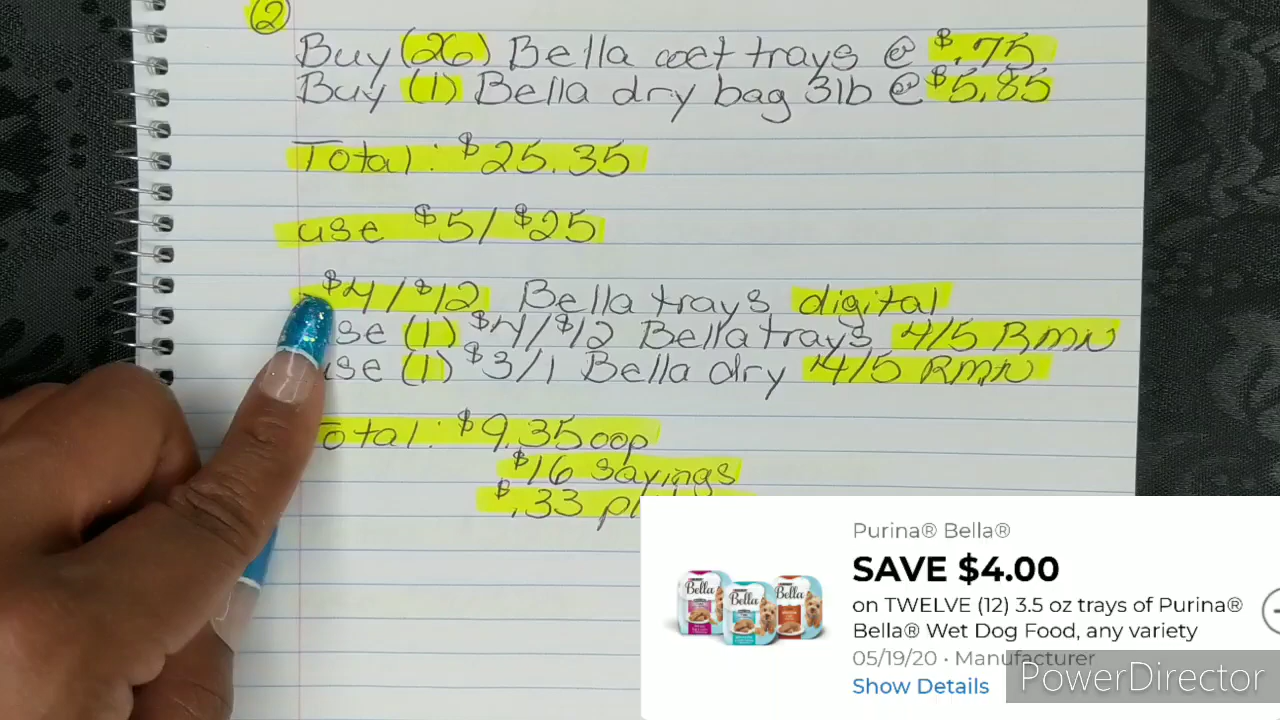 2
Buy (26) Bella wet trays @ $.75
Buy (1) Bella dry bag 3lb @ $5.85
Total: $25.35
use $5/$25
$4/$12 Bella trays digital
use (1) $4/$12 Bella trays 4/5 RMN
use (1) $3/1 Bella dry 4/5 RMN
Total: $9.35 oop
$16 savings
$.33
Purina® Bella®
SAVE $4.00
on TWELVE (12) 3.5 oz trays of Purina®
Bella® Wet Dog Food, any variety
05/19/20 · Manufacturer
Show Details
PowerDirector
Bella
Bella
Bella